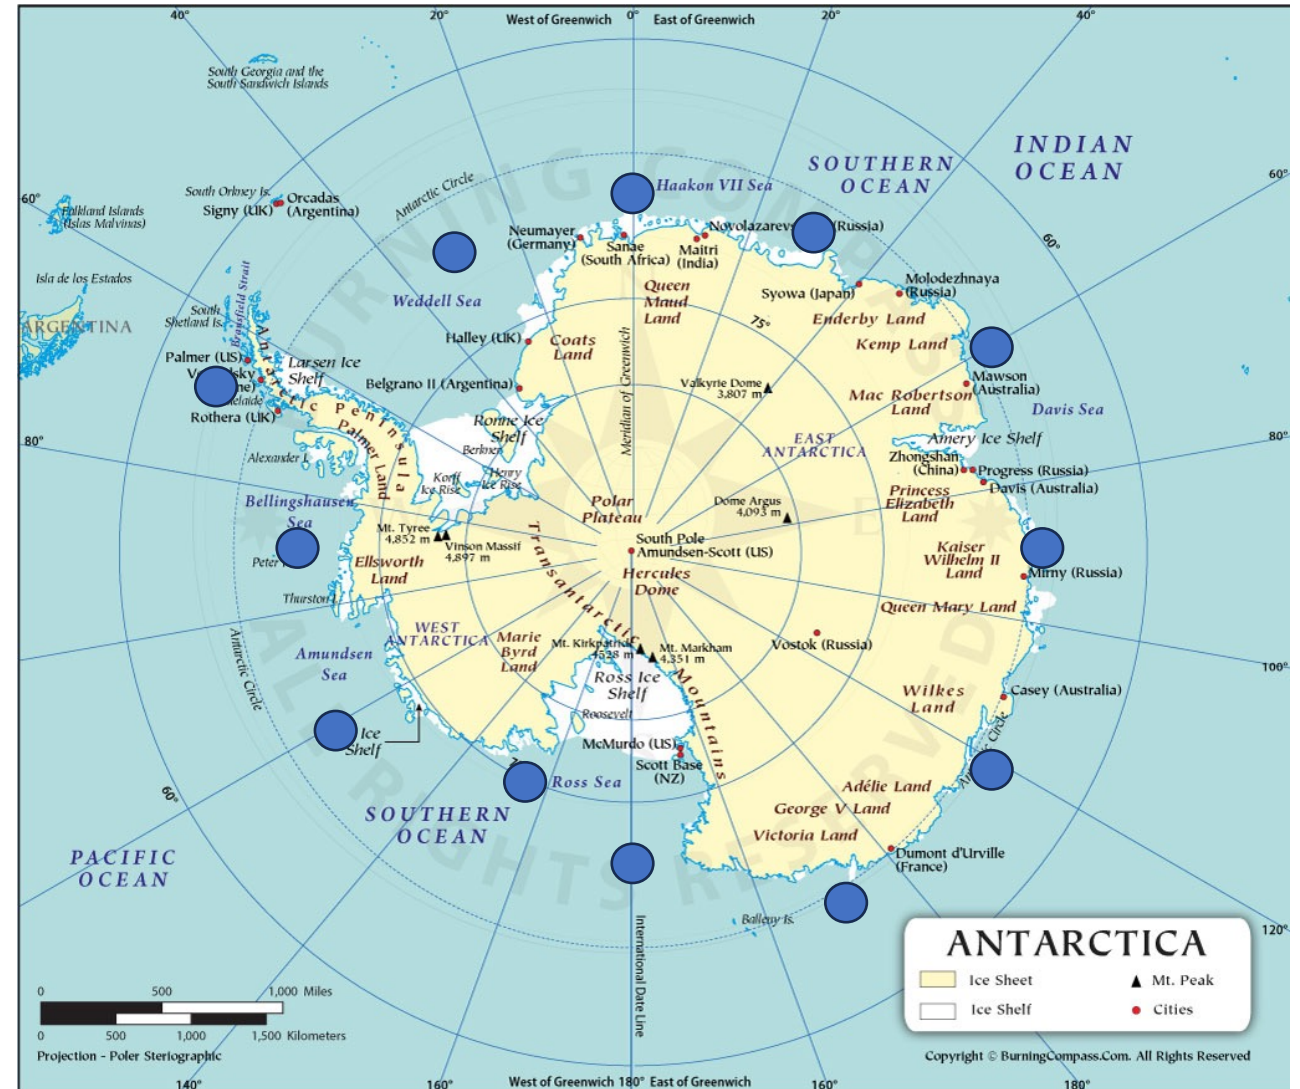 40°
20°
West of Greenwich
0°
East of Greenwich
20°
40°
South Georgia and the
South Sandwich Islands
INDIAN
OCEAN
SOUTHERN
OCEAN
60°
60°
60°
Antarctic Circle
Haakon VII Sea
South Orkney Is.
Signy (UK)
Orcadas
(Argentina)
Falkland Islands
(Islas Malvinas)
Neumayer
(Germany)
Sanae
(South Africa)
Maitri
(India)
(Russia)
Isla de los Estados
ARGENTINA
South
Shetland Is.
Bransfield Strait
Weddell Sea
Queen
Maud
Land
Syowa (Japan)
Molodezhnaya
(Russia)
Enderby Land
Kemp Land
75°
Halley (UK)
Coats
Land
Meridian of Greenwich
Palmer (US)
Larsen Ice
Shelf
Antarctic Peninsula
Belgrano II (Argentina)
Valkyrie Dome
3,807 m
Mawson
(Australia)
Mac Robertson
Land
Davis Sea
Rothera (UK)
Palmer Land
Ronne Ice
Shelf
EAST
ANTARCTICA
Amery Ice Shelf
80°
80°
Alexander I.
Korff
Ice Rise
Henry
Ice Rise
Zhongshan
(China)
Progress (Russia)
Davis (Australia)
Bellingshausen
Sea
Polar
Plateau
Dome Argus
4,093 m
Princess
Elizabeth
Land
Mt. Tyree
4,852 m
Vinson Massif
4,897 m
South Pole
Amundsen-Scott (US)
Kaiser
Wilhelm II
Land
Mirny (Russia)
Ellsworth
Land
Hercules
Dome
Queen Mary Land
Transantarctic Mountains
WEST
ANTARCTICA
Marie
Byrd
Land
Mt. Kirkpatrick
4528 m
Mt. Markham
4,351 m
Vostok (Russia)
Amundsen
Sea
Antarctic Circle
Ross Ice
Shelf
Roosevelt
Wilkes
Land
Casey (Australia)
100°
Ice
Shelf
McMurdo (US)
Scott Base
(NZ)
Ross Sea
Adélie Land
George V Land
Victoria Land
60°
SOUTHERN
OCEAN
PACIFIC
OCEAN
Dumont d'Urville
(France)
Balleny Is.
International Date Line
120°
ANTARCTICA
Ice Sheet
Mt. Peak
Ice Shelf
Cities
0
500
1,000 Miles
0
500
1,000
1,500 Kilometers
Projection - Poler Steriographic
Copyright © BurningCompass.Com. All Rights Reserved
140°
160°
West of Greenwich
180°
East of Greenwich
160°
180°
BURNING COMPASS
ALL RIGHTS RESERVED